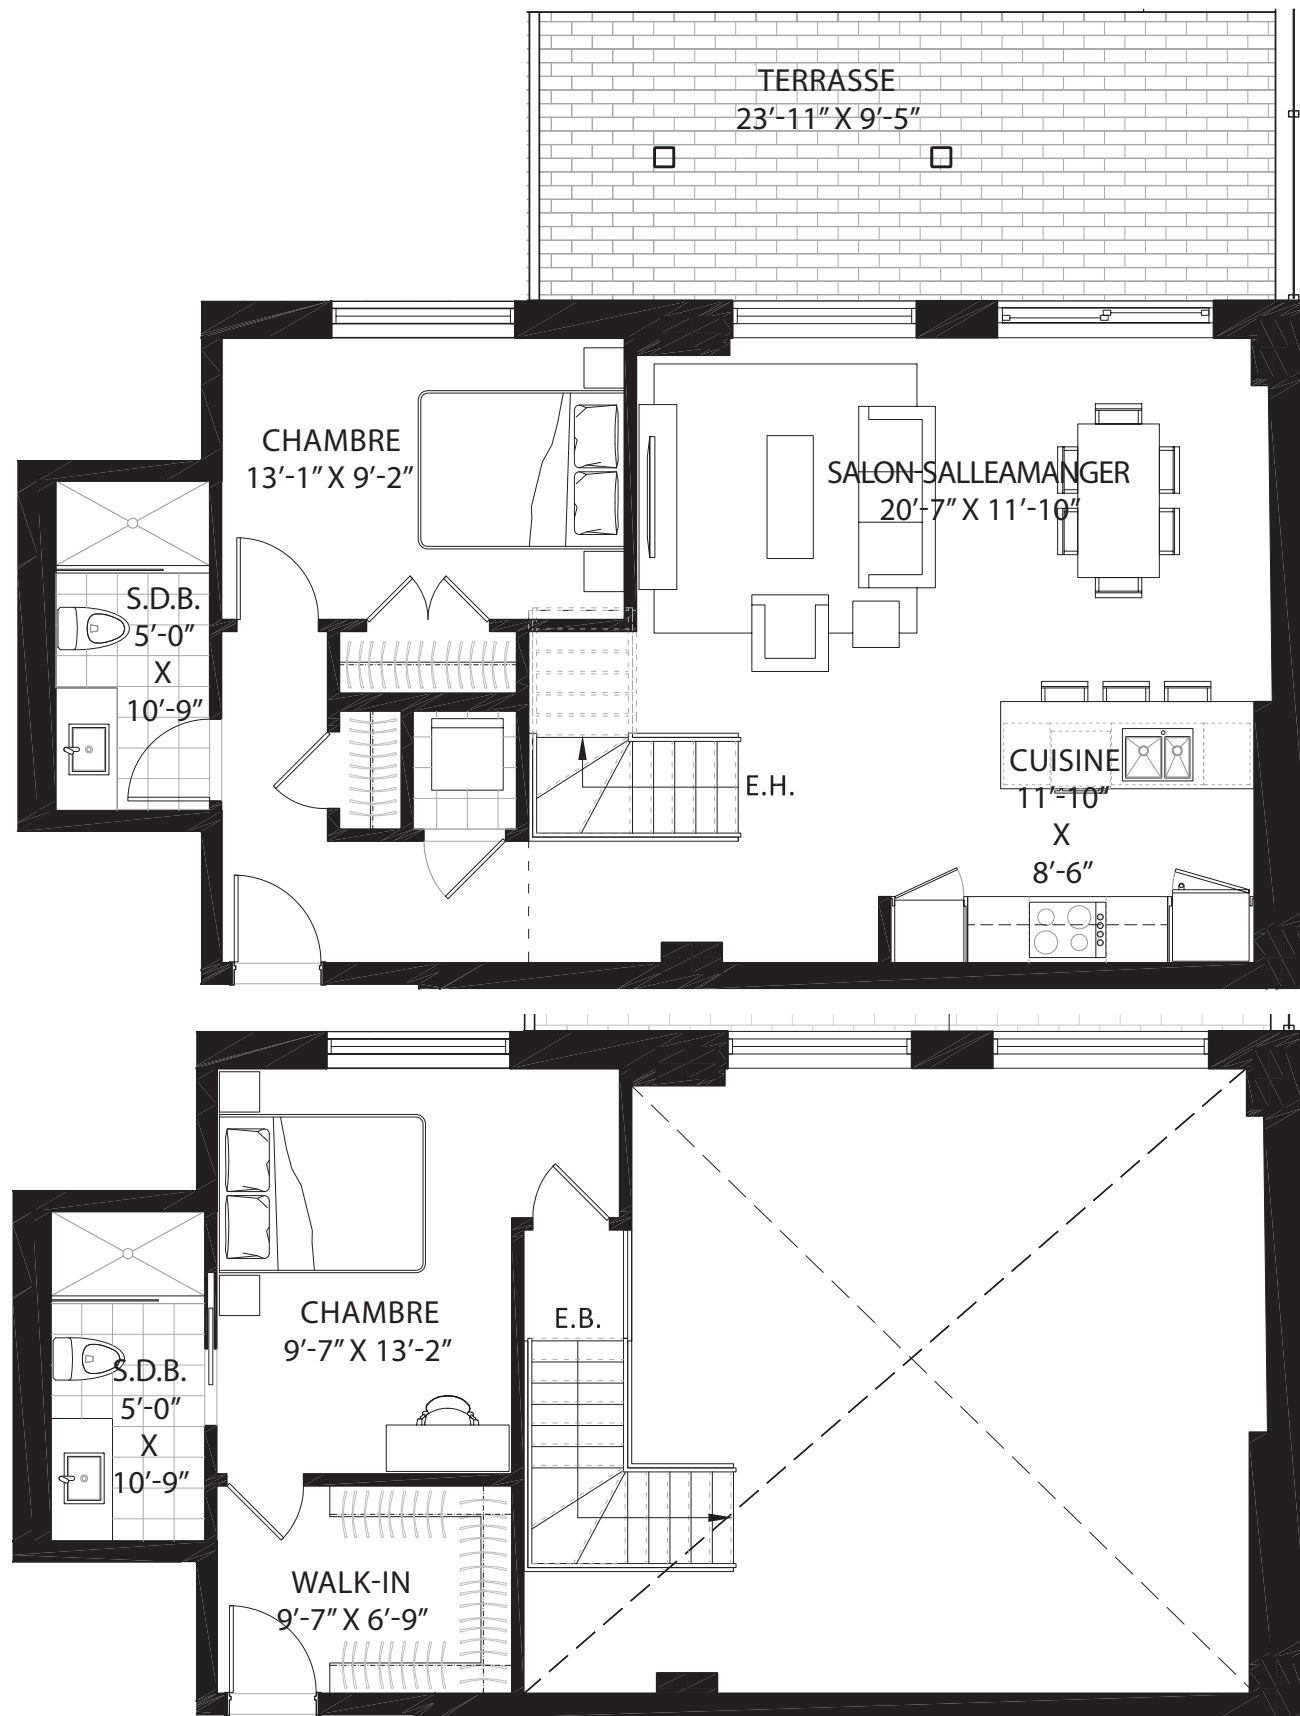 TERRASSE
23'-11" X 9'-5"
CHAMBRE
13'-1" X 9'-2"
SALON-SALLEAMANGER
20'-7" X 11'-10"
S.D.B.
5'-0"
X
10'-9"
E.H.
CUISINE
11'-10"
X
8'-6"
CHAMBRE
9'-7" X 13'-2"
E.B.
S.D.B.
5'-0"
X
10'-9"
WALK-IN
9'-7" X 6'-9"